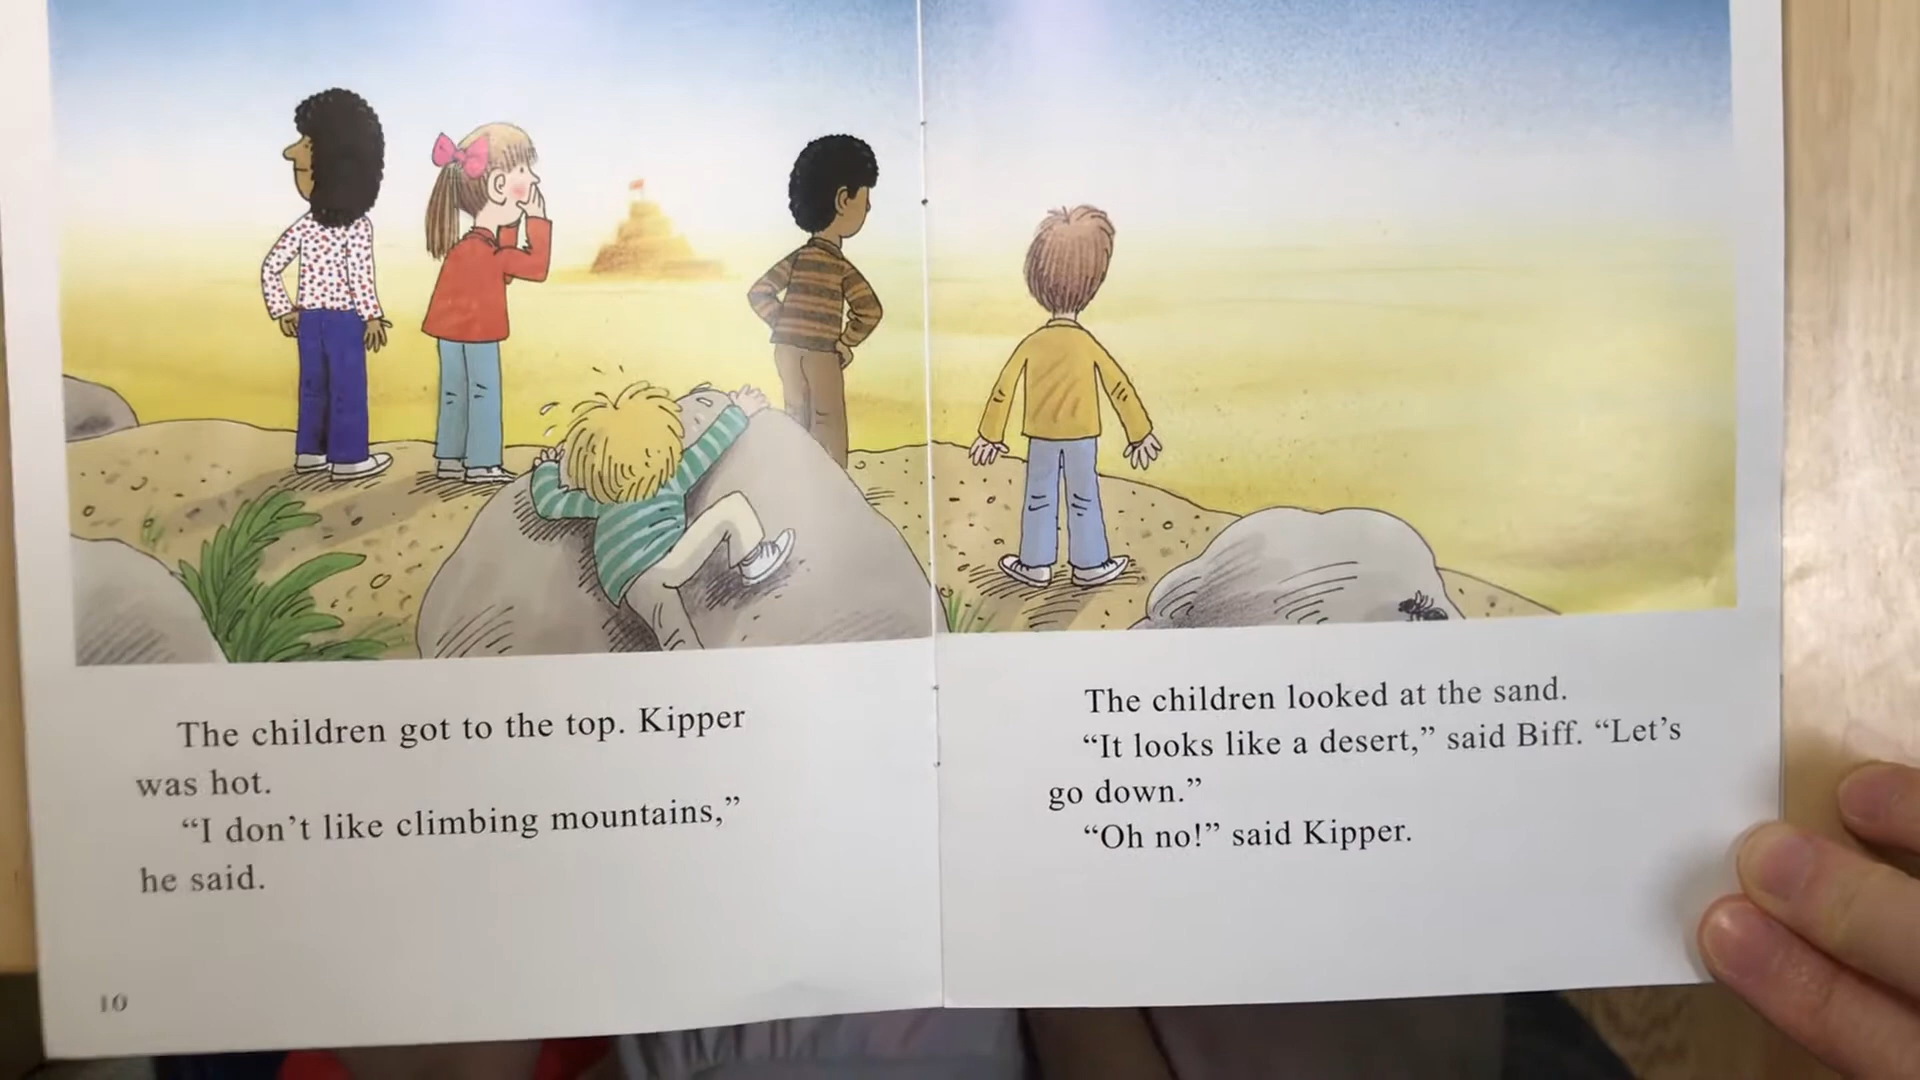 The children got to the top. Kipper
was hot.
“I don’t like climbing mountains,”
he said.
10
The children looked at the sand.
“It looks like a desert,” said Biff. “Let’s
go down.”
“Oh no!” said Kipper.